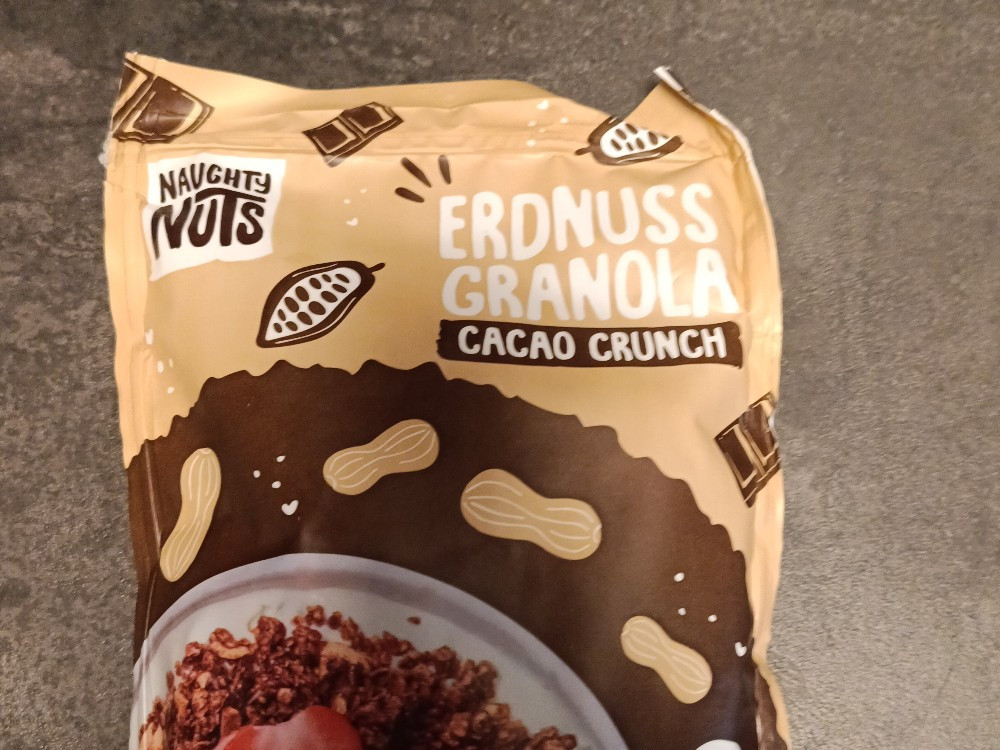 NAUGHTY
NUTS
ERDNUSS
GRANOLA
CACAO CRUNCH